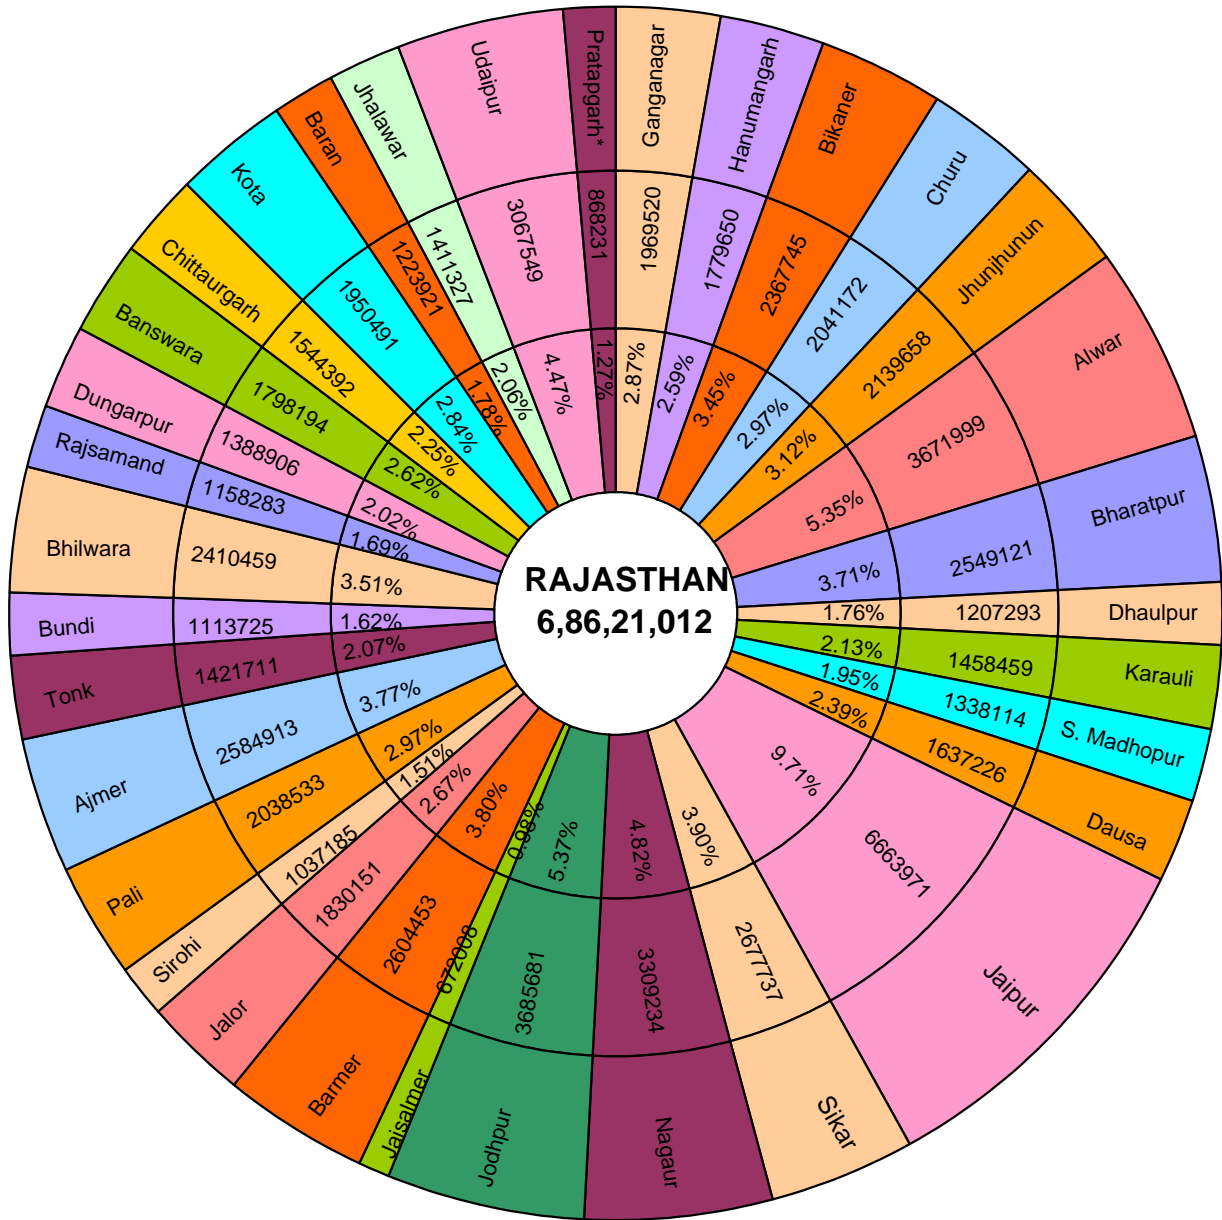 RAJASTHAN
6,86,21,012
Ganganagar
1969520
2.87%
Hanumangarh
1779650
2.59%
Bikaner
2367745
3.45%
Churu
2041172
2.97%
Jhunjhunun
2139658
3.12%
Alwar
3671999
5.35%
Bharatpur
2549121
3.71%
Dhaulpur
1207293
1.76%
Karauli
1458459
2.13%
S. Madhopur
1338114
1.95%
Dausa
1637226
2.39%
Jaipur
6663971
9.71%
Sikar
2677737
3.90%
Nagaur
3309234
4.82%
Jodhpur
3685681
5.37%
Jaisalmer
672008
0.98%
Barmer
2604453
3.80%
Jalor
1830151
2.67%
Sirohi
1037185
1.51%
Pali
2038533
2.97%
Ajmer
2584913
3.77%
Tonk
1421711
2.07%
Bundi
1113725
1.62%
Bhilwara
2410459
3.51%
Rajsamand
1158283
1.69%
Dungarpur
1388906
2.02%
Banswara
1798194
2.62%
Chittaurgarh
1544392
2.25%
Kota
1950491
2.84%
Baran
1223921
1.78%
Jhalawar
1411327
2.06%
Udaipur
3067549
4.47%
Pratapgarh*
868231
1.27%